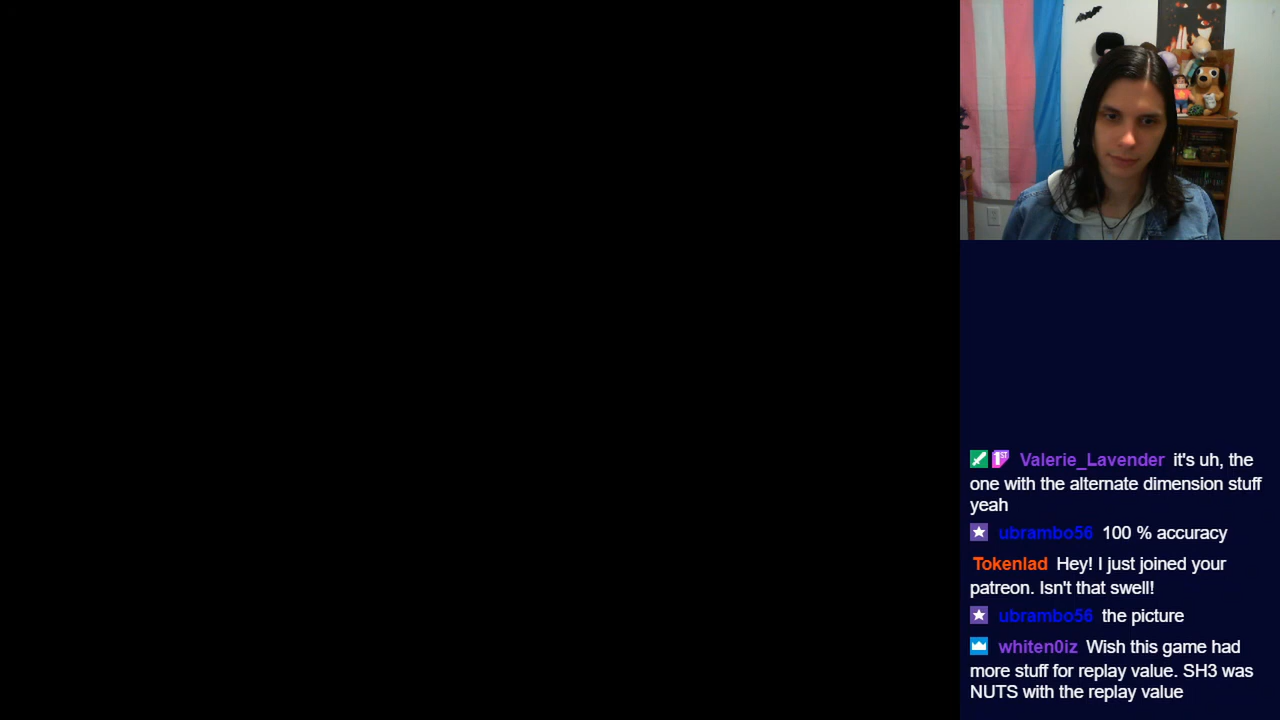 Valerie_Lavender it's uh, the
one with the alternate dimension stuff
yeah
ubrambo56 100 % accuracy
Tokenlad Hey! I just joined your
patreon. Isn't that swell!
ubrambo56 the picture
whiten0iz Wish this game had
more stuff for replay value. SH3 was
NUTS with the replay value